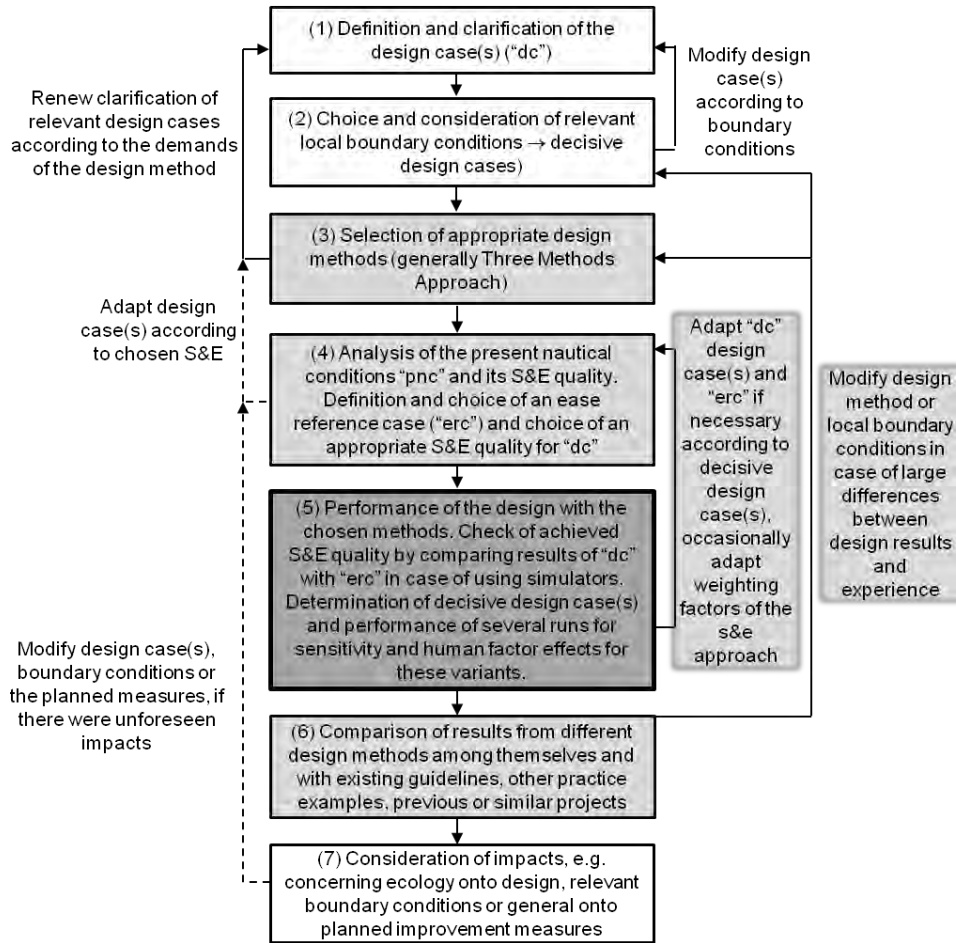 (1) Definition and clarification of the
design case(s) (“dc”)
Modify design
case(s)
according to
boundary
conditions
Renew clarification of
relevant design cases
according to the demands
of the design method
(2) Choice and consideration of relevant
local boundary conditions → decisive
design cases)
(3) Selection of appropriate design
methods (generally Three Methods
Approach)
Adapt design
case(s) according
to chosen S&E
(4) Analysis of the present nautical
conditions “pnc” and its S&E quality.
Definition and choice of an ease
reference case (“erc”) and choice of an
appropriate S&E quality for “dc”
Adapt “dc”
design
case(s) and
“erc” if
necessary
according to
decisive
design
case(s),
occasionally
adapt
weighting
factors of the
s&e
approach
Modify design
method or
local boundary
conditions in
case of large
differences
between
design results
and
experience
(5) Performance of the design with the
chosen methods. Check of achieved
S&E quality by comparing results of “dc”
with “erc” in case of using simulators.
Determination of decisive design case(s)
and performance of several runs for
sensitivity and human factor effects for
these variants.
Modify design case(s),
boundary conditions or
the planned measures, if
there were unforeseen
impacts
(6) Comparison of results from different
design methods among themselves and
with existing guidelines, other practice
examples, previous or similar projects
(7) Consideration of impacts, e.g.
concerning ecology onto design, relevant
boundary conditions or general onto
planned improvement measures